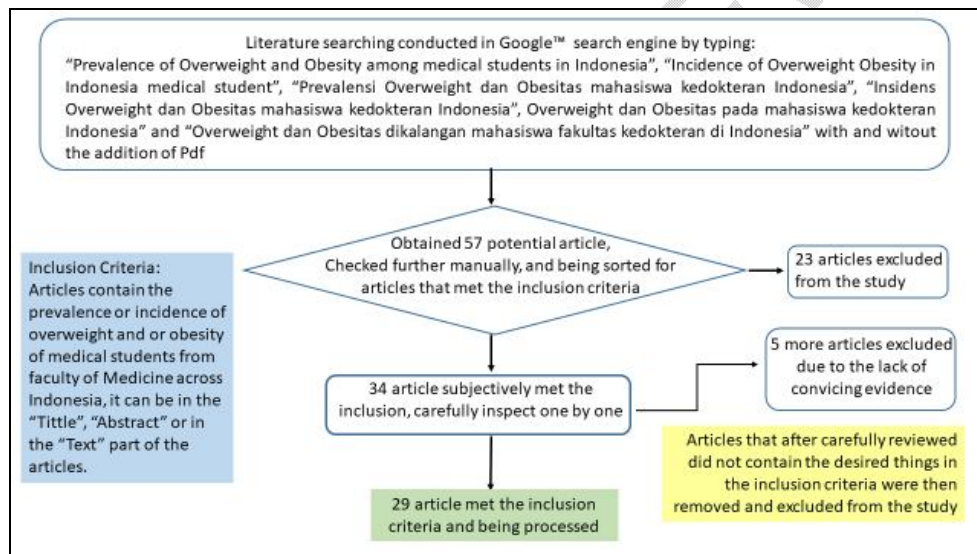 Literature searching conducted in Google™ search engine by typing:
“Prevalence of Overweight and Obesity among medical students in Indonesia”, “Incidence of Overweight Obesity in
Indonesia medical student”, “Prevalensi Overweight dan Obesitas mahasiswa kedokteran Indonesia”, “Insidens
Overweight dan Obesitas mahasiswa kedokteran Indonesia”, Overweight dan Obesitas pada mahasiswa kedokteran
Indonesia” and “Overweight dan Obesitas dikalangan mahasiswa fakultas kedokteran di Indonesia” with and witout
the addition of Pdf
Obtained 57 potential article,
Checked further manually, and being sorted for
articles that met the inclusion criteria
23 articles excluded
from the study
Inclusion Criteria:
Articles contain the
prevalence or incidence of
overweight and or obesity
of medical students from
faculty of Medicine across
Indonesia, it can be in the
“Tittle”, “Abstract” or in
the “Text” part of the
articles.
34 article subjectively met the
inclusion, carefully inspect one by one
5 more articles excluded
due to the lack of
convicing evidence
Articles that after carefully reviewed
did not contain the desired things in
the inclusion criteria were then
removed and excluded from the study
29 article met the inclusion
criteria and being processed